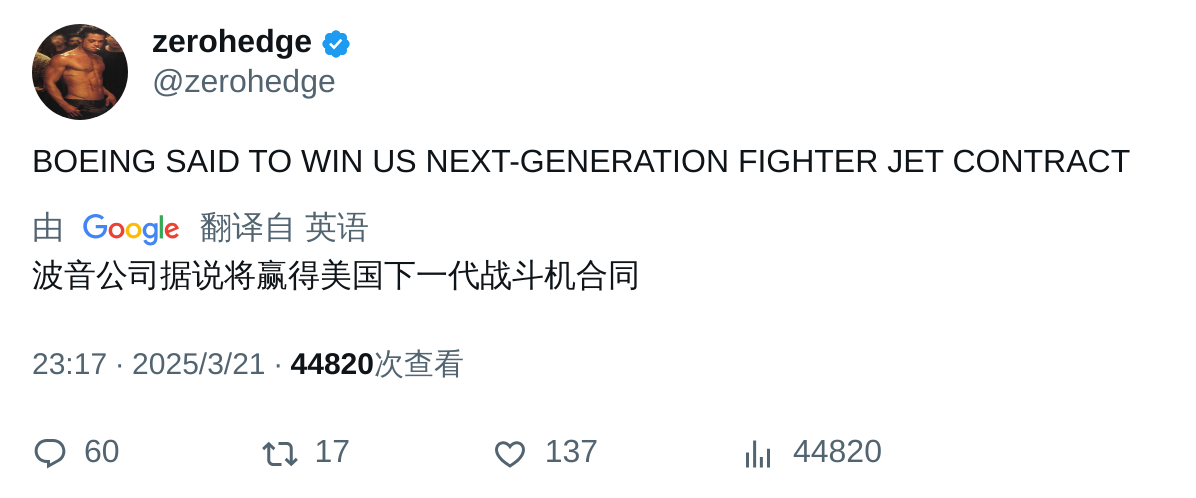 zerohedge
@zerohedge
BOEING SAID TO WIN US NEXT-GENERATION FIGHTER JET CONTRACT
由 Google 翻译自 英语
波音公司据说将赢得美国下一代战斗机合同
23:17 · 2025/3/21 · 44820次查看
60 17 137 44820